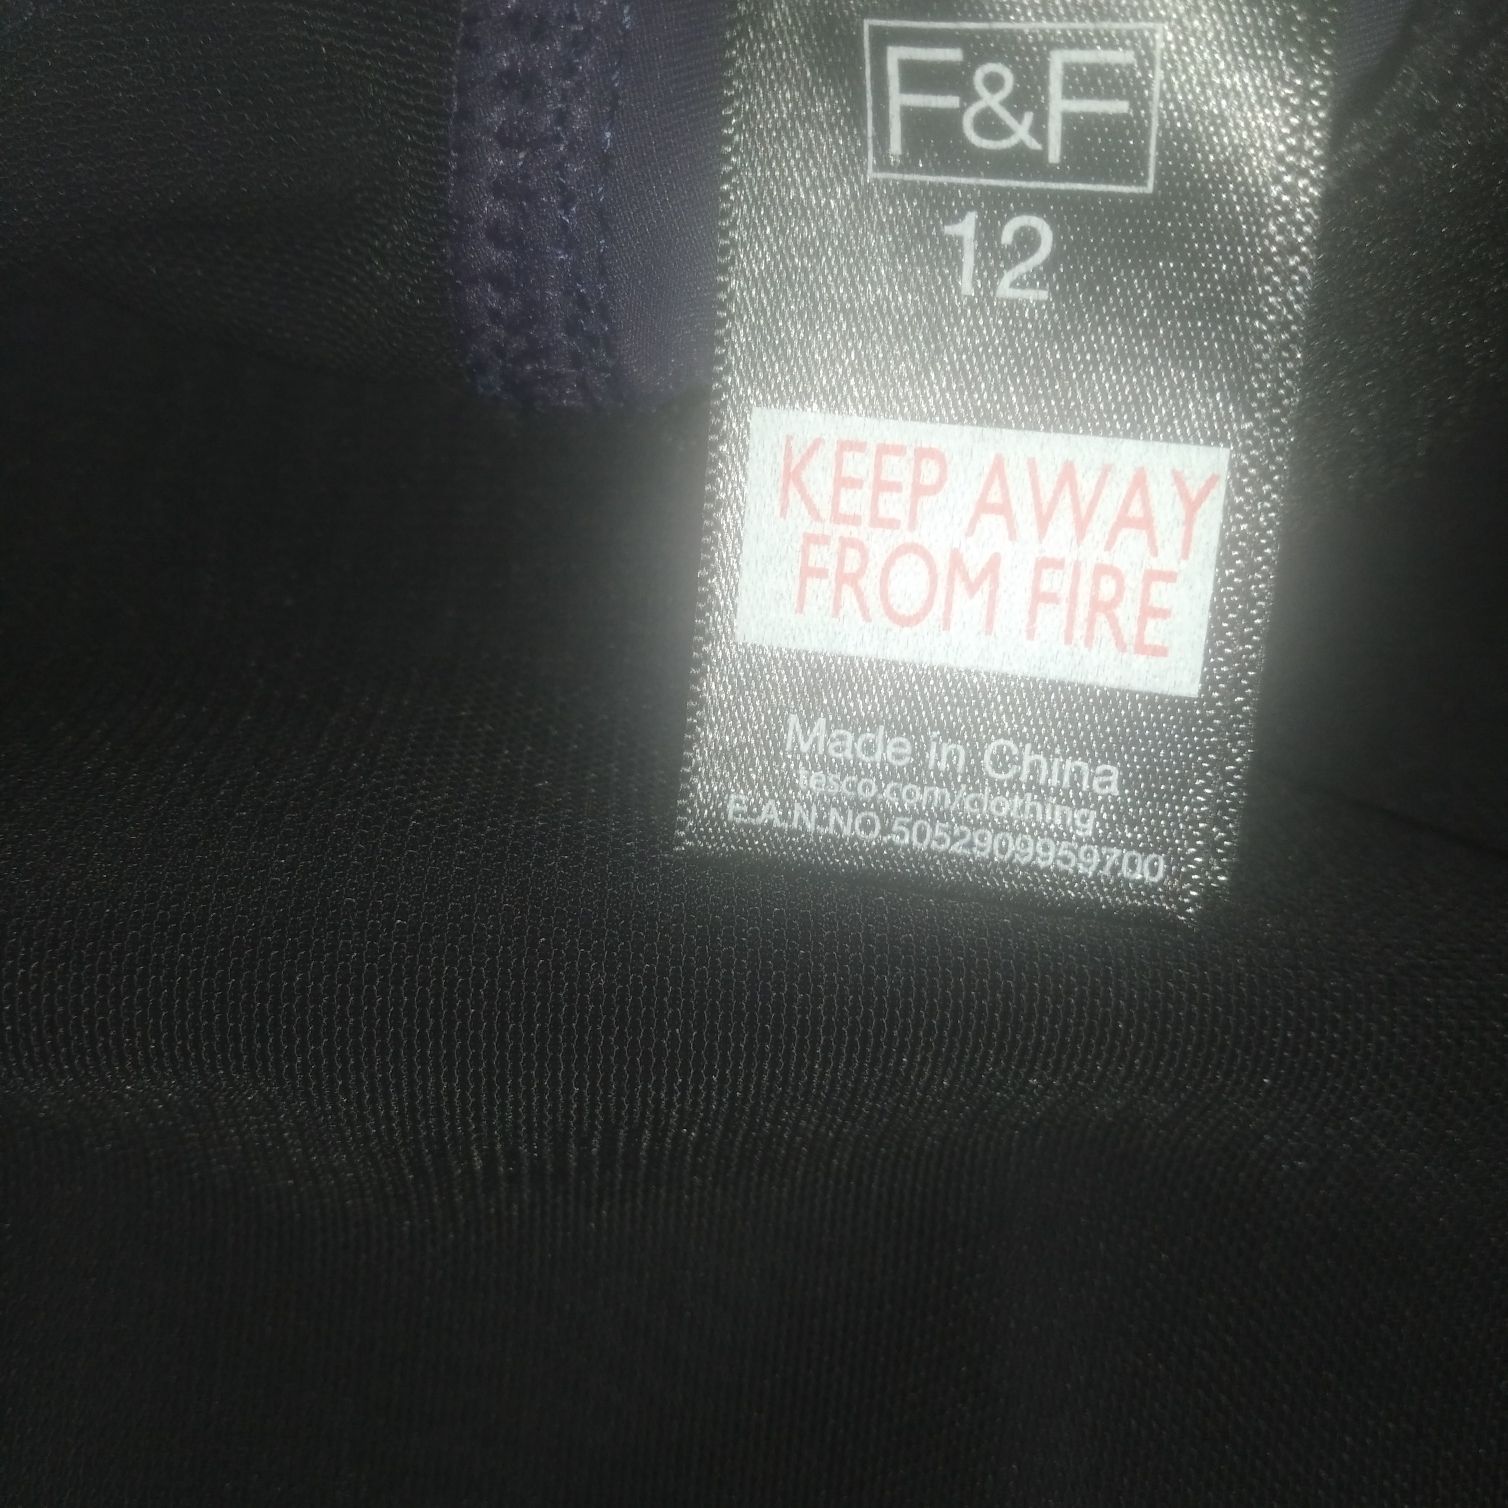 F&F
12
KEEP AWAY
FROM FIRE
Made in China
tesco.com/clothing
E.A.N.NO.5052909959700